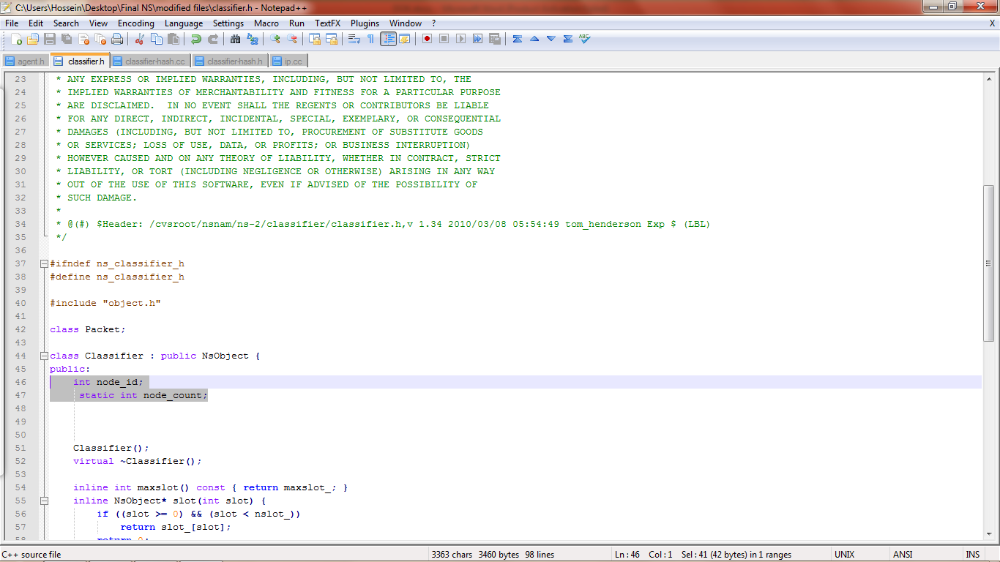 C:\Users\Hossein\Desktop\Final NS\modified files\classifier.h - Notepad++
File Edit Search View Encoding Language Settings Macro Run TextFX Plugins Window ? X
agent.h classifier.h classifier-hash.cc classifier-hash.h ip.cc
23 * ANY EXPRESS OR IMPLIED WARRANTIES, INCLUDING, BUT NOT LIMITED TO, THE
24 * IMPLIED WARRANTIES OF MERCHANTABILITY AND FITNESS FOR A PARTICULAR PURPOSE
25 * ARE DISCLAIMED.  IN NO EVENT SHALL THE REGENTS OR CONTRIBUTORS BE LIABLE
26 * FOR ANY DIRECT, INDIRECT, INCIDENTAL, SPECIAL, EXEMPLARY, OR CONSEQUENTIAL
27 * DAMAGES (INCLUDING, BUT NOT LIMITED TO, PROCUREMENT OF SUBSTITUTE GOODS
28 * OR SERVICES; LOSS OF USE, DATA, OR PROFITS; OR BUSINESS INTERRUPTION)
29 * HOWEVER CAUSED AND ON ANY THEORY OF LIABILITY, WHETHER IN CONTRACT, STRICT
30 * LIABILITY, OR TORT (INCLUDING NEGLIGENCE OR OTHERWISE) ARISING IN ANY WAY
31 * OUT OF THE USE OF THIS SOFTWARE, EVEN IF ADVISED OF THE POSSIBILITY OF
32 * SUCH DAMAGE.
33 *
34 * @(#) $Header: /cvsroot/nsnam/ns-2/classifier/classifier.h,v 1.34 2010/03/08 05:54:49 tom_henderson Exp $ (LBL)
35 */
36
37 #ifndef ns_classifier_h
38 #define ns_classifier_h
39
40 #include "object.h"
41
42 class Packet;
43
44 class Classifier : public NsObject {
45 public:
46     int node_id;
47      static int node_count;
48
49
50
51     Classifier();
52     virtual ~Classifier();
53
54     inline int maxslot() const { return maxslot_; }
55     inline NsObject* slot(int slot) {
56         if ((slot >= 0) && (slot < nslot_))
57             return slot_[slot];
58         return 0;
C++ source file 3363 chars 3460 bytes 98 lines Ln : 46 Col : 1 Sel : 41 (42 bytes) in 1 ranges UNIX ANSI INS